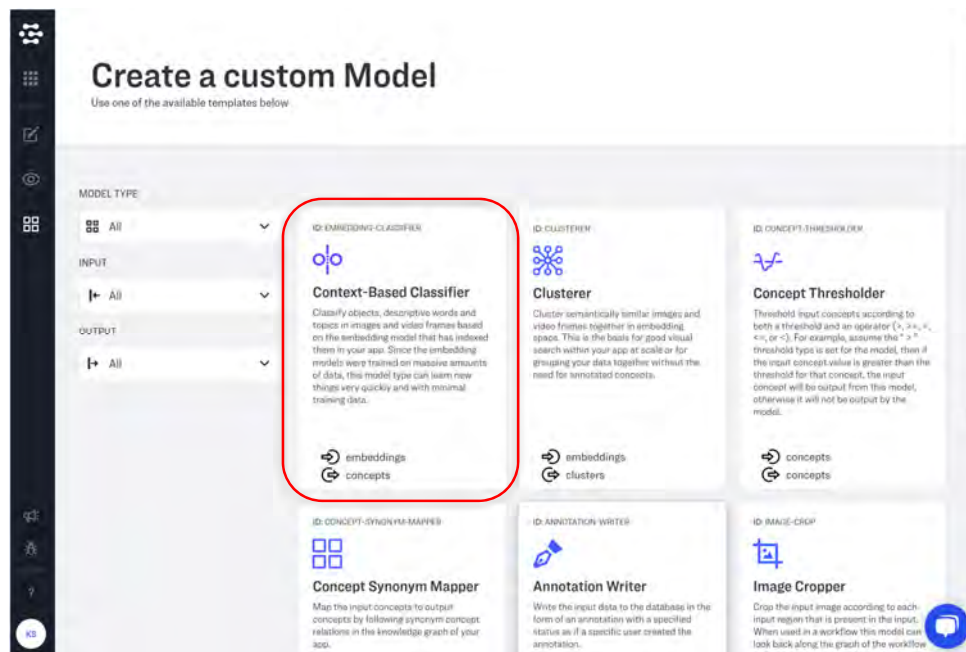 Create a custom Model
Use one of the available templates below
MODEL TYPE
All
INPUT
All
OUTPUT
All
ID: EMBEDDING-CLASSIFIER
Context-Based Classifier
Classify objects, descriptive words and
topics in images and video frames based
on the embedding model that has indexed
them in your app. Since the embedding
models were trained on massive amounts
of data, this model type can learn new
things very quickly and with minimal
training data.
embeddings
concepts
ID: CLUSTERER
Clusterer
Cluster semantically similar images and
video frames together in embedding
space. This is the basis for good visual
search within your app at scale or for
grouping your data together without the
need for annotated concepts.
embeddings
clusters
ID: CONCEPT-THRESHOLDER
Concept Thresholder
Threshold input concepts according to
both a threshold and an operator (>, >=, =,
<=, or <). For example, assume the " > "
threshold type is set for the model, then if
the input concept value is greater than the
threshold for that concept, the input
concept will be output from this model,
otherwise it will not be output by the
model.
concepts
concepts
ID: CONCEPT-SYNONYM-MAPPER
Concept Synonym Mapper
Map the input concepts to output
concepts by following synonym concept
relations in the knowledge graph of your
app.
ID: ANNOTATION-WRITER
Annotation Writer
Write the input data to the database in the
form of an annotation with a specified
status as if a specific user created the
annotation.
ID: IMAGE-CROP
Image Cropper
Crop the input image according to each
input region that is present in the input.
When used in a workflow this model can
look back along the graph of the workflow
?
KS